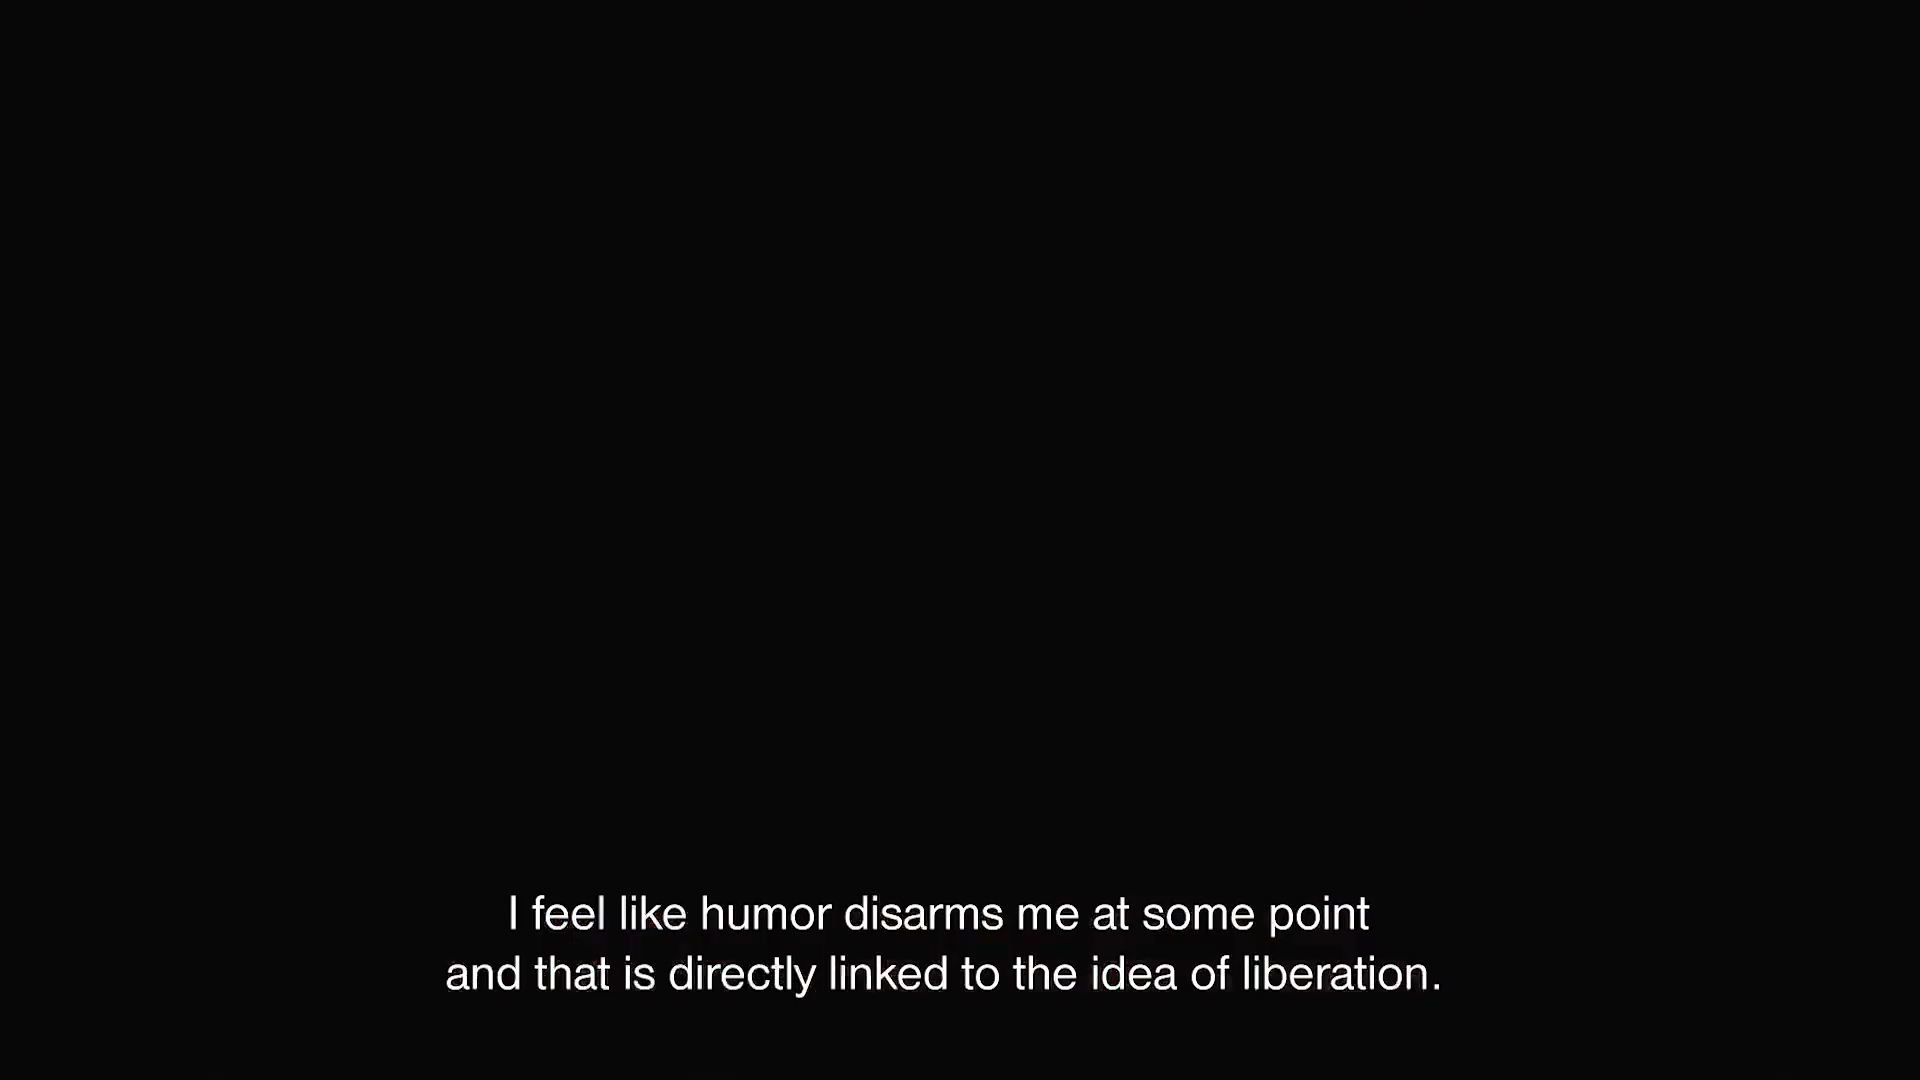 I feel like humor disarms me at some point
and that is directly linked to the idea of liberation.